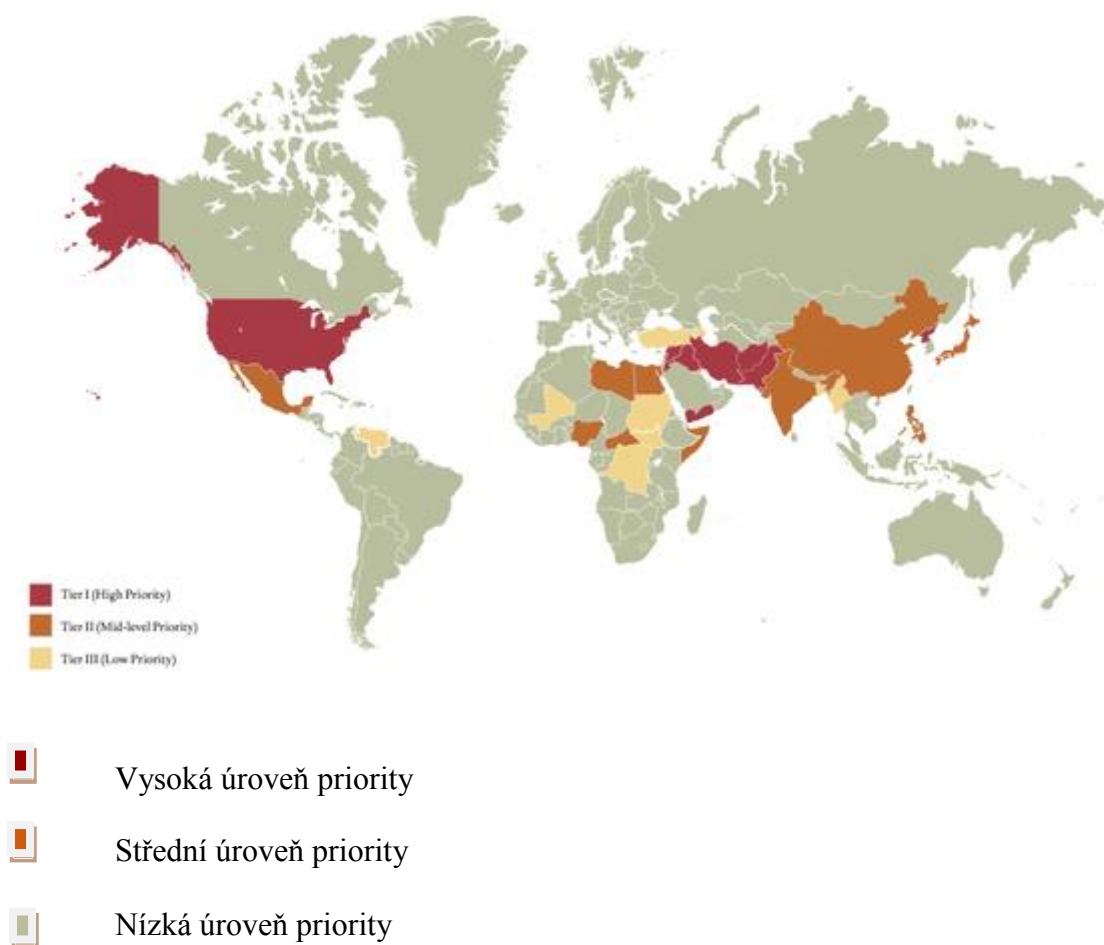 Tier I (High Priority)
Tier II (Mid-level Priority)
Tier III (Low Priority)
Vysoká úroveň priority
Střední úroveň priority
Nízká úroveň priority